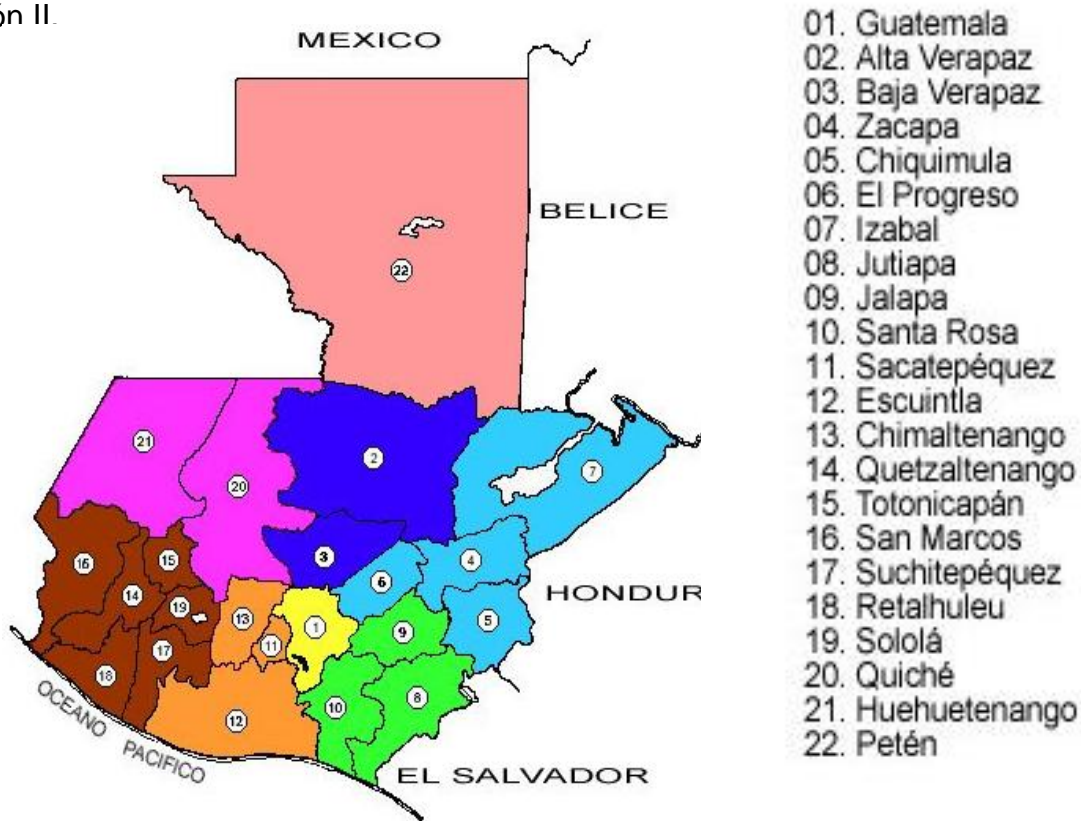 ón II.
MEXICO
BELICE
22
21
20
2
7
3
6
4
5
16
15
14
19
13
11
1
9
17
18
12
10
8
HONDUR
OCEANO PACIFICO
EL SALVADOR
01. Guatemala
02. Alta Verapaz
03. Baja Verapaz
04. Zacapa
05. Chiquimula
06. El Progreso
07. Izabal
08. Jutiapa
09. Jalapa
10. Santa Rosa
11. Sacatepéquez
12. Escuintla
13. Chimaltenango
14. Quetzaltenango
15. Totonicapán
16. San Marcos
17. Suchitepéquez
18. Retalhuleu
19. Sololá
20. Quiché
21. Huehuetenango
22. Petén